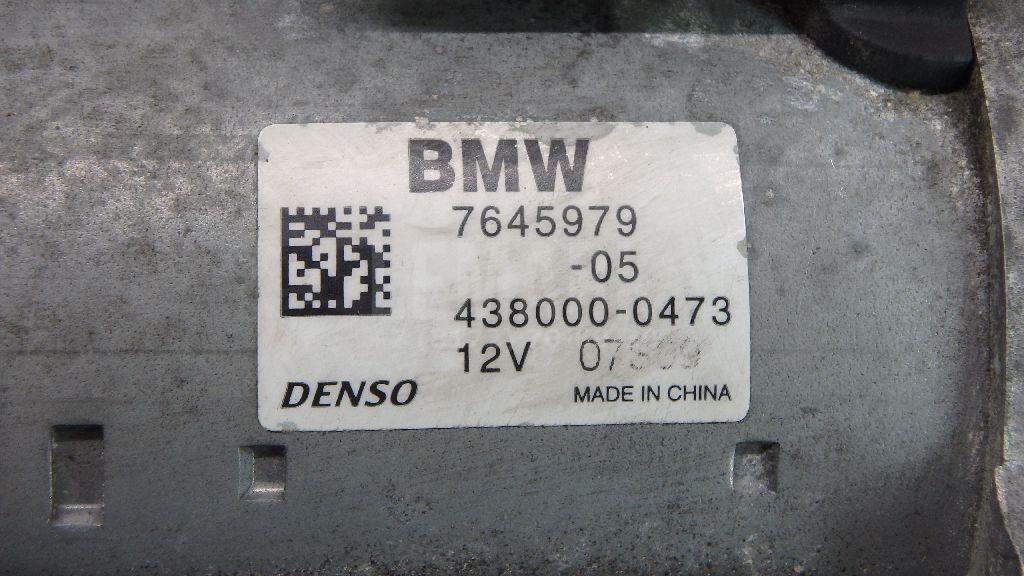 BMW
7645979
-05
438000-0473
12V
DENSO
MADE IN CHINA